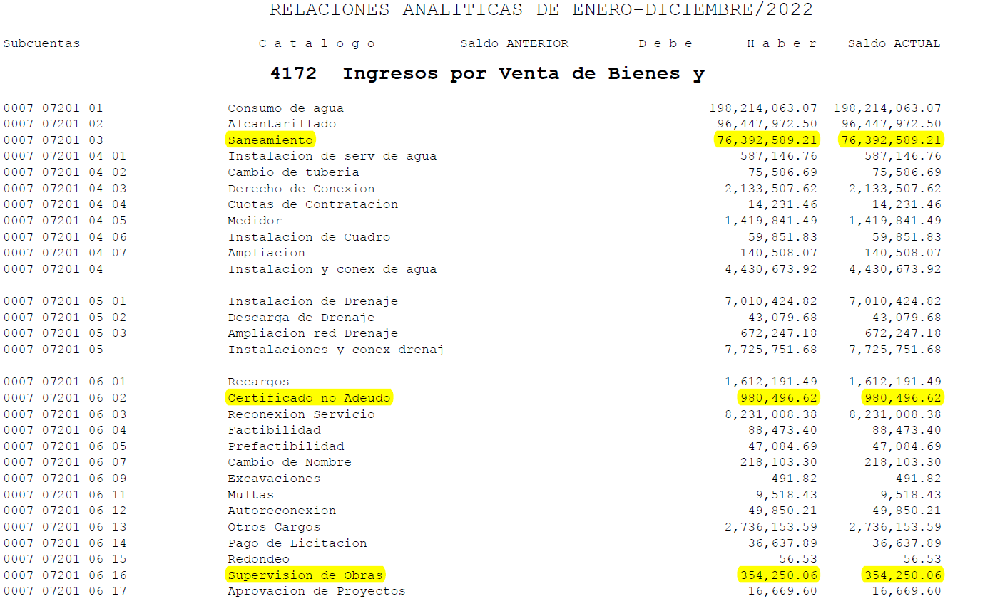 RELACIONES ANALITICAS DE ENERO-DICIEMBRE/2022
Subcuentas C a t a l o g o Saldo ANTERIOR D e b e H a b e r Saldo ACTUAL
4172 Ingresos por Venta de Bienes y
0007 07201 01 Consumo de agua 198,214,063.07 198,214,063.07
0007 07201 02 Alcantarillado 96,447,972.50 96,447,972.50
0007 07201 03 Saneamiento 76,392,589.21 76,392,589.21
0007 07201 04 01 Instalacion de serv de agua 587,146.76 587,146.76
0007 07201 04 02 Cambio de tuberia 75,586.69 75,586.69
0007 07201 04 03 Derecho de Conexion 2,133,507.62 2,133,507.62
0007 07201 04 04 Cuotas de Contratacion 14,231.46 14,231.46
0007 07201 04 05 Medidor 1,419,841.49 1,419,841.49
0007 07201 04 06 Instalacion de Cuadro 59,851.83 59,851.83
0007 07201 04 07 Ampliacion 140,508.07 140,508.07
0007 07201 04 Instalacion y conex de agua 4,430,673.92 4,430,673.92
0007 07201 05 01 Instalacion de Drenaje 7,010,424.82 7,010,424.82
0007 07201 05 02 Descarga de Drenaje 43,079.68 43,079.68
0007 07201 05 03 Ampliacion red Drenaje 672,247.18 672,247.18
0007 07201 05 Instalaciones y conex drenaj 7,725,751.68 7,725,751.68
0007 07201 06 01 Recargos 1,612,191.49 1,612,191.49
0007 07201 06 02 Certificado no Adeudo 980,496.62 980,496.62
0007 07201 06 03 Reconexion Servicio 8,231,008.38 8,231,008.38
0007 07201 06 04 Factibilidad 88,473.40 88,473.40
0007 07201 06 05 Prefactibilidad 47,084.69 47,084.69
0007 07201 06 07 Cambio de Nombre 218,103.30 218,103.30
0007 07201 06 09 Excavaciones 491.82 491.82
0007 07201 06 11 Multas 9,518.43 9,518.43
0007 07201 06 12 Autoreconexion 49,850.21 49,850.21
0007 07201 06 13 Otros Cargos 2,736,153.59 2,736,153.59
0007 07201 06 14 Pago de Licitacion 36,637.89 36,637.89
0007 07201 06 15 Redondeo 56.53 56.53
0007 07201 06 16 Supervision de Obras 354,250.06 354,250.06
0007 07201 06 17 Aprovacion de Proyectos 16,669.60 16,669.60